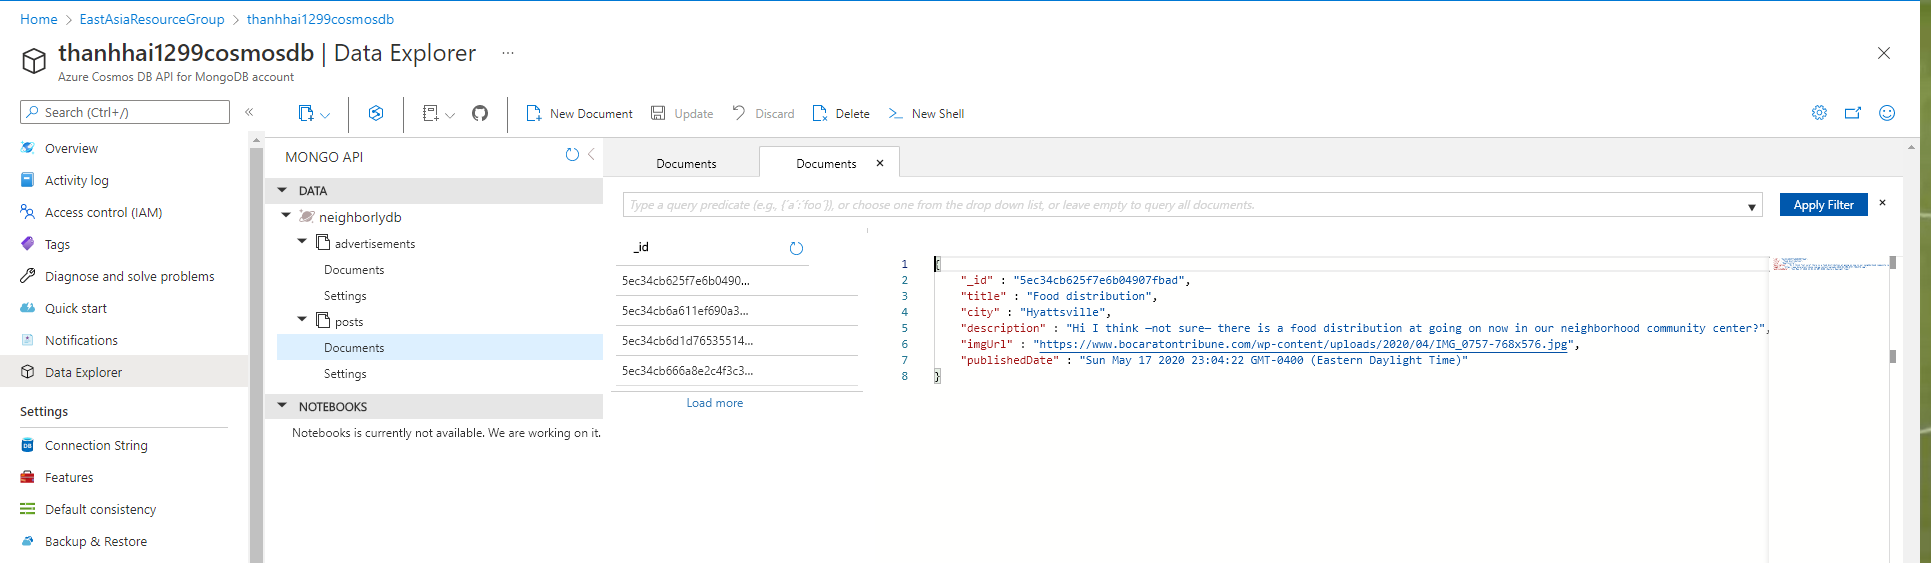 Home > EastAsiaResourceGroup > thanhhai1299cosmosdb
thanhhai1299cosmosdb | Data Explorer ...
Azure Cosmos DB API for MongoDB account
Search (Ctrl+/)
«
New Document
Update
Discard
Delete
New Shell
Overview
Activity log
Access control (IAM)
Tags
Diagnose and solve problems
Quick start
Notifications
Data Explorer
Settings
Connection String
Features
Default consistency
Backup & Restore
MONGO API
DATA
neighborlydb
advertisements
Documents
Settings
posts
Documents
Settings
NOTEBOOKS
Notebooks is currently not available. We are working on it.
Documents
Documents
Type a query predicate (e.g., {´a´:´foo´}), or choose one from the drop down list, or leave empty to query all documents.
Apply Filter
_id
5ec34cb625f7e6b0490...
5ec34cb6a611ef690a3...
5ec34cb6d1d76535514...
5ec34cb666a8e2c4f3c3...
Load more
1 {
2 "_id" : "5ec34cb625f7e6b04907fbad",
3 "title" : "Food distribution",
4 "city" : "Hyattsville",
5 "description" : "Hi I think —not sure— there is a food distribution at going on now in our neighborhood community center?",
6 "imgUrl" : "https://www.bocaratontribune.com/wp-content/uploads/2020/04/IMG_0757-768x576.jpg",
7 "publishedDate" : "Sun May 17 2020 23:04:22 GMT-0400 (Eastern Daylight Time)"
8 }